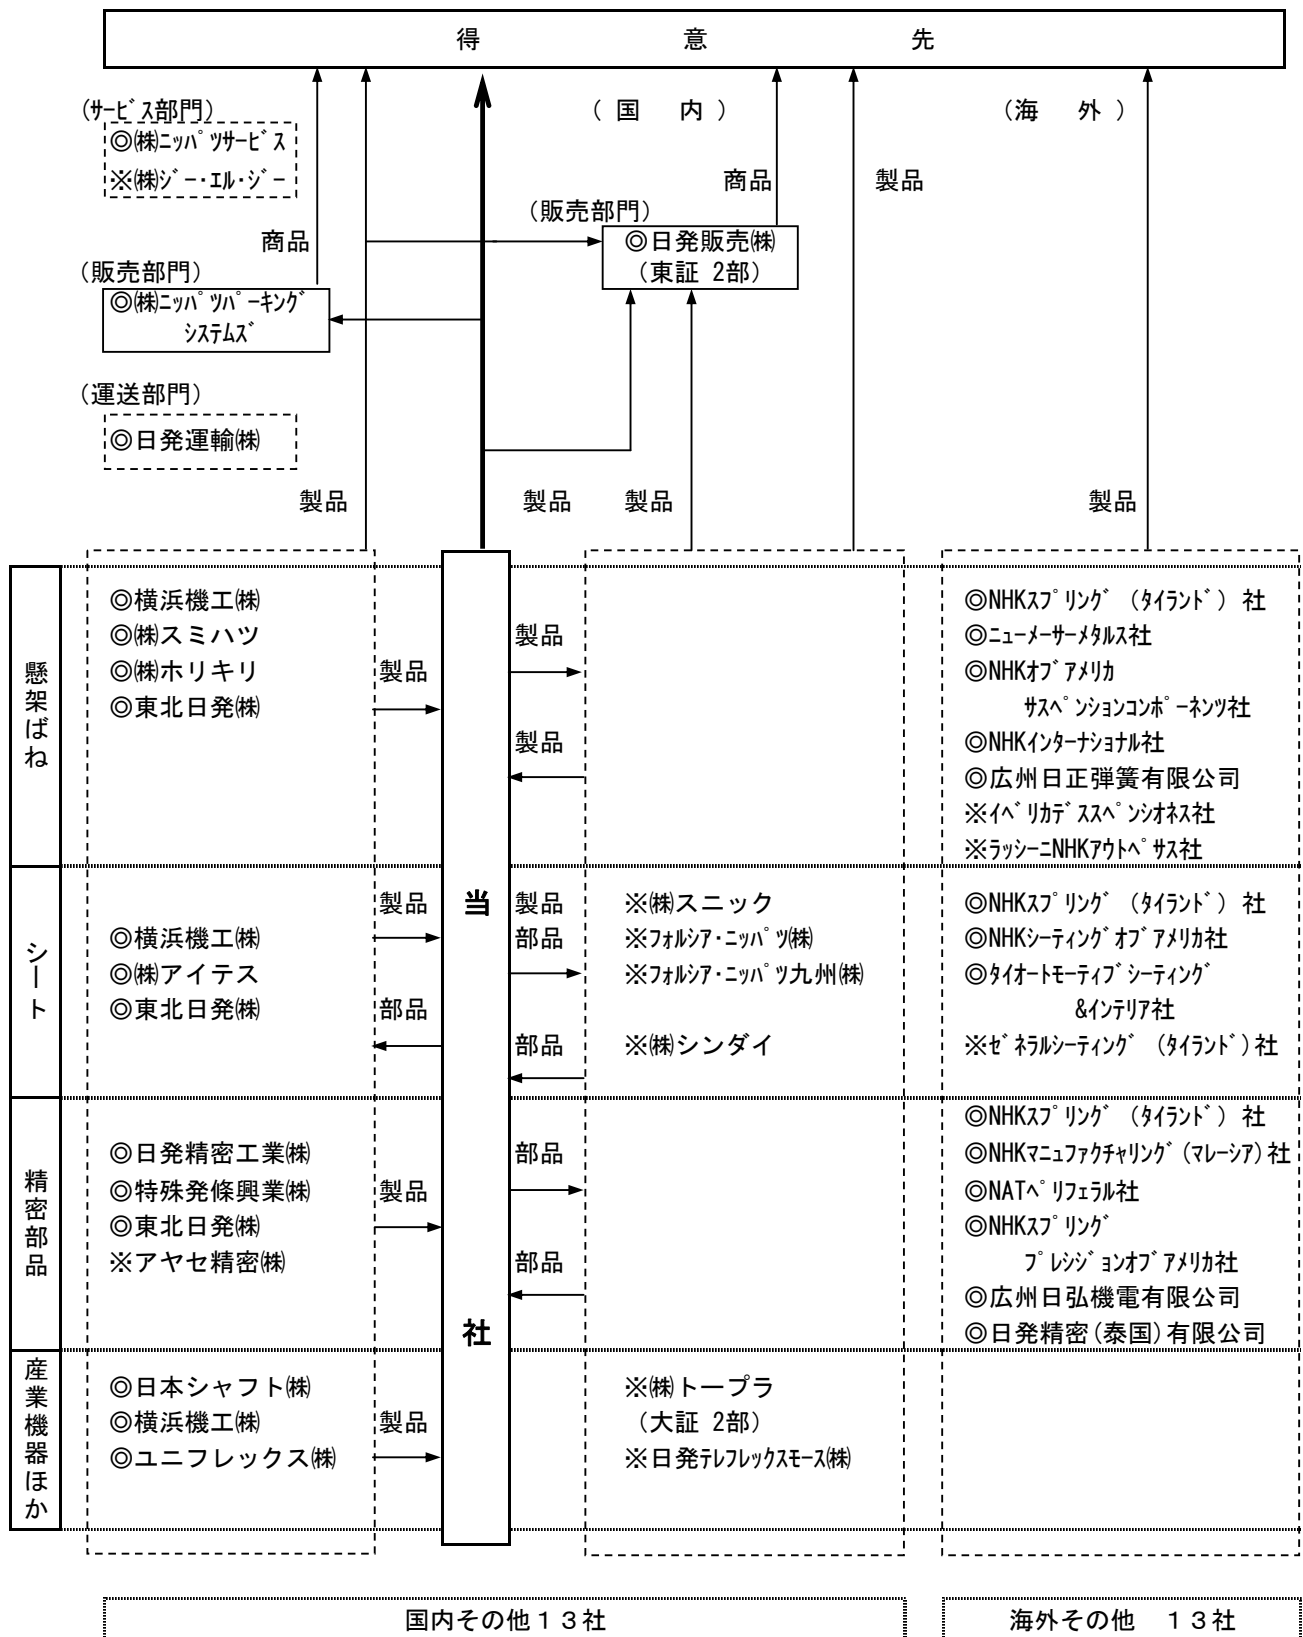 得意先
(ｻｰﾋﾞｽ部門)
◎㈱ﾆｯﾊﾟﾂｻｰﾋﾞｽ
※㈱ｼﾞｰ・ｴﾙ・ｼﾞｰ
(国内)
(海外)
商品
製品
(販売部門)
◎日発販売㈱
(東証 2部)
商品
(販売部門)
◎㈱ﾆｯﾊﾟﾂﾊﾟｰｷﾝｸﾞ
ｼｽﾃﾑｽﾞ
(運送部門)
◎日発運輸㈱
製品
製品
製品
製品
当社
懸架ばね
◎横浜機工㈱
◎㈱スミハツ
◎㈱ホリキリ
◎東北日発㈱
製品
製品
製品
◎NHKｽﾌﾟﾘﾝｸﾞ (ﾀｲﾗﾝﾄﾞ) 社
◎ﾆｭｰﾒｰｻｰﾒﾀﾙｽ社
◎NHKｵﾌﾞｱﾒﾘｶ
ｻｽﾍﾟﾝｼｮﾝｺﾝﾎﾟｰﾈﾝﾂ社
◎NHKｲﾝﾀｰﾅｼｮﾅﾙ社
◎広州日正弾簧有限公司
※ｲﾍﾞﾘｶﾃﾞｽｽﾍﾟﾝｼｵﾈｽ社
※ﾗｯｼｰﾆNHKｱｳﾄﾍﾟｻｽ社
シート
製品
◎横浜機工㈱
◎㈱アイテス
◎東北日発㈱
部品
製品
部品
部品
※㈱スニック
※ﾌｫﾙｼｱ・ﾆｯﾊﾟﾂ㈱
※ﾌｫﾙｼｱ・ﾆｯﾊﾟﾂ九州㈱
※㈱シンダイ
◎NHKｽﾌﾟﾘﾝｸﾞ (ﾀｲﾗﾝﾄﾞ) 社
◎NHKｼｰﾃｨﾝｸﾞｵﾌﾞｱﾒﾘｶ社
◎ﾀｲｵｰﾄﾓｰﾃｨﾌﾞｼｰﾃｨﾝｸﾞ
&ｲﾝﾃﾘｱ社
※ｾﾞﾈﾗﾙｼｰﾃｨﾝｸﾞ (ﾀｲﾗﾝﾄﾞ)社
精密部品
◎日発精密工業㈱
◎特殊発條興業㈱
◎東北日発㈱
※アヤセ精密㈱
製品
部品
部品
◎NHKｽﾌﾟﾘﾝｸﾞ (ﾀｲﾗﾝﾄﾞ) 社
◎NHKﾏﾆｭﾌｧｸﾁｬﾘﾝｸﾞ(ﾏﾚｰｼｱ)社
◎NATﾍﾟﾘﾌｪﾗﾙ社
◎NHKｽﾌﾟﾘﾝｸﾞ
ﾌﾟﾚｼｼﾞｮﾝｵﾌﾞｱﾒﾘｶ社
◎広州日弘機電有限公司
◎日発精密(泰国)有限公司
産業機器ほか
◎日本シャフト㈱
◎横浜機工㈱
◎ユニフレックス㈱
製品
※㈱トープラ
(大証 2部)
※日発ﾃﾚﾌﾚｯｸｽﾓｰｽ㈱
国内その他１３社
海外その他 １３社